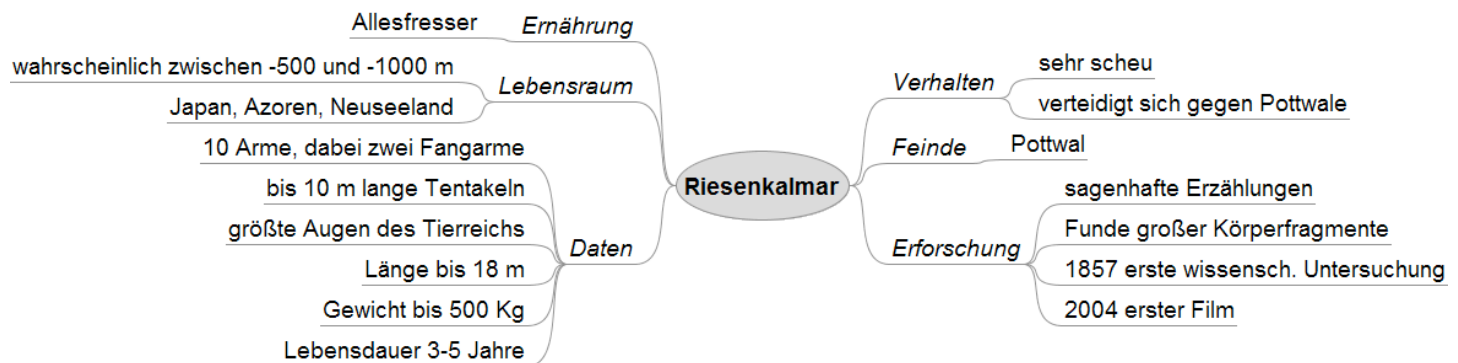 Riesenkalmar
Ernährung
Allesfresser
Lebensraum
wahrscheinlich zwischen -500 und -1000 m
Japan, Azoren, Neuseeland
Daten
10 Arme, dabei zwei Fangarme
bis 10 m lange Tentakeln
größte Augen des Tierreichs
Länge bis 18 m
Gewicht bis 500 Kg
Lebensdauer 3-5 Jahre
Verhalten
sehr scheu
verteidigt sich gegen Pottwale
Feinde
Pottwal
Erforschung
sagenhafte Erzählungen
Funde großer Körperfragmente
1857 erste wissensch. Untersuchung
2004 erster Film